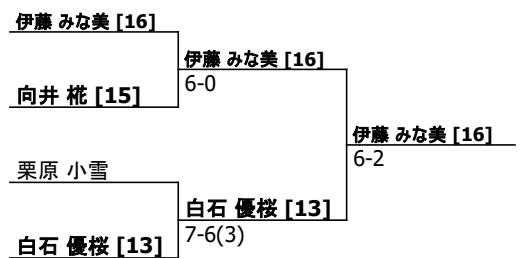 伊藤 みな美 [16]
伊藤 みな美 [16]
6-0
向井 椛 [15]
伊藤 みな美 [16]
6-2
栗原 小雪
白石 優桜 [13]
7-6(3)
白石 優桜 [13]